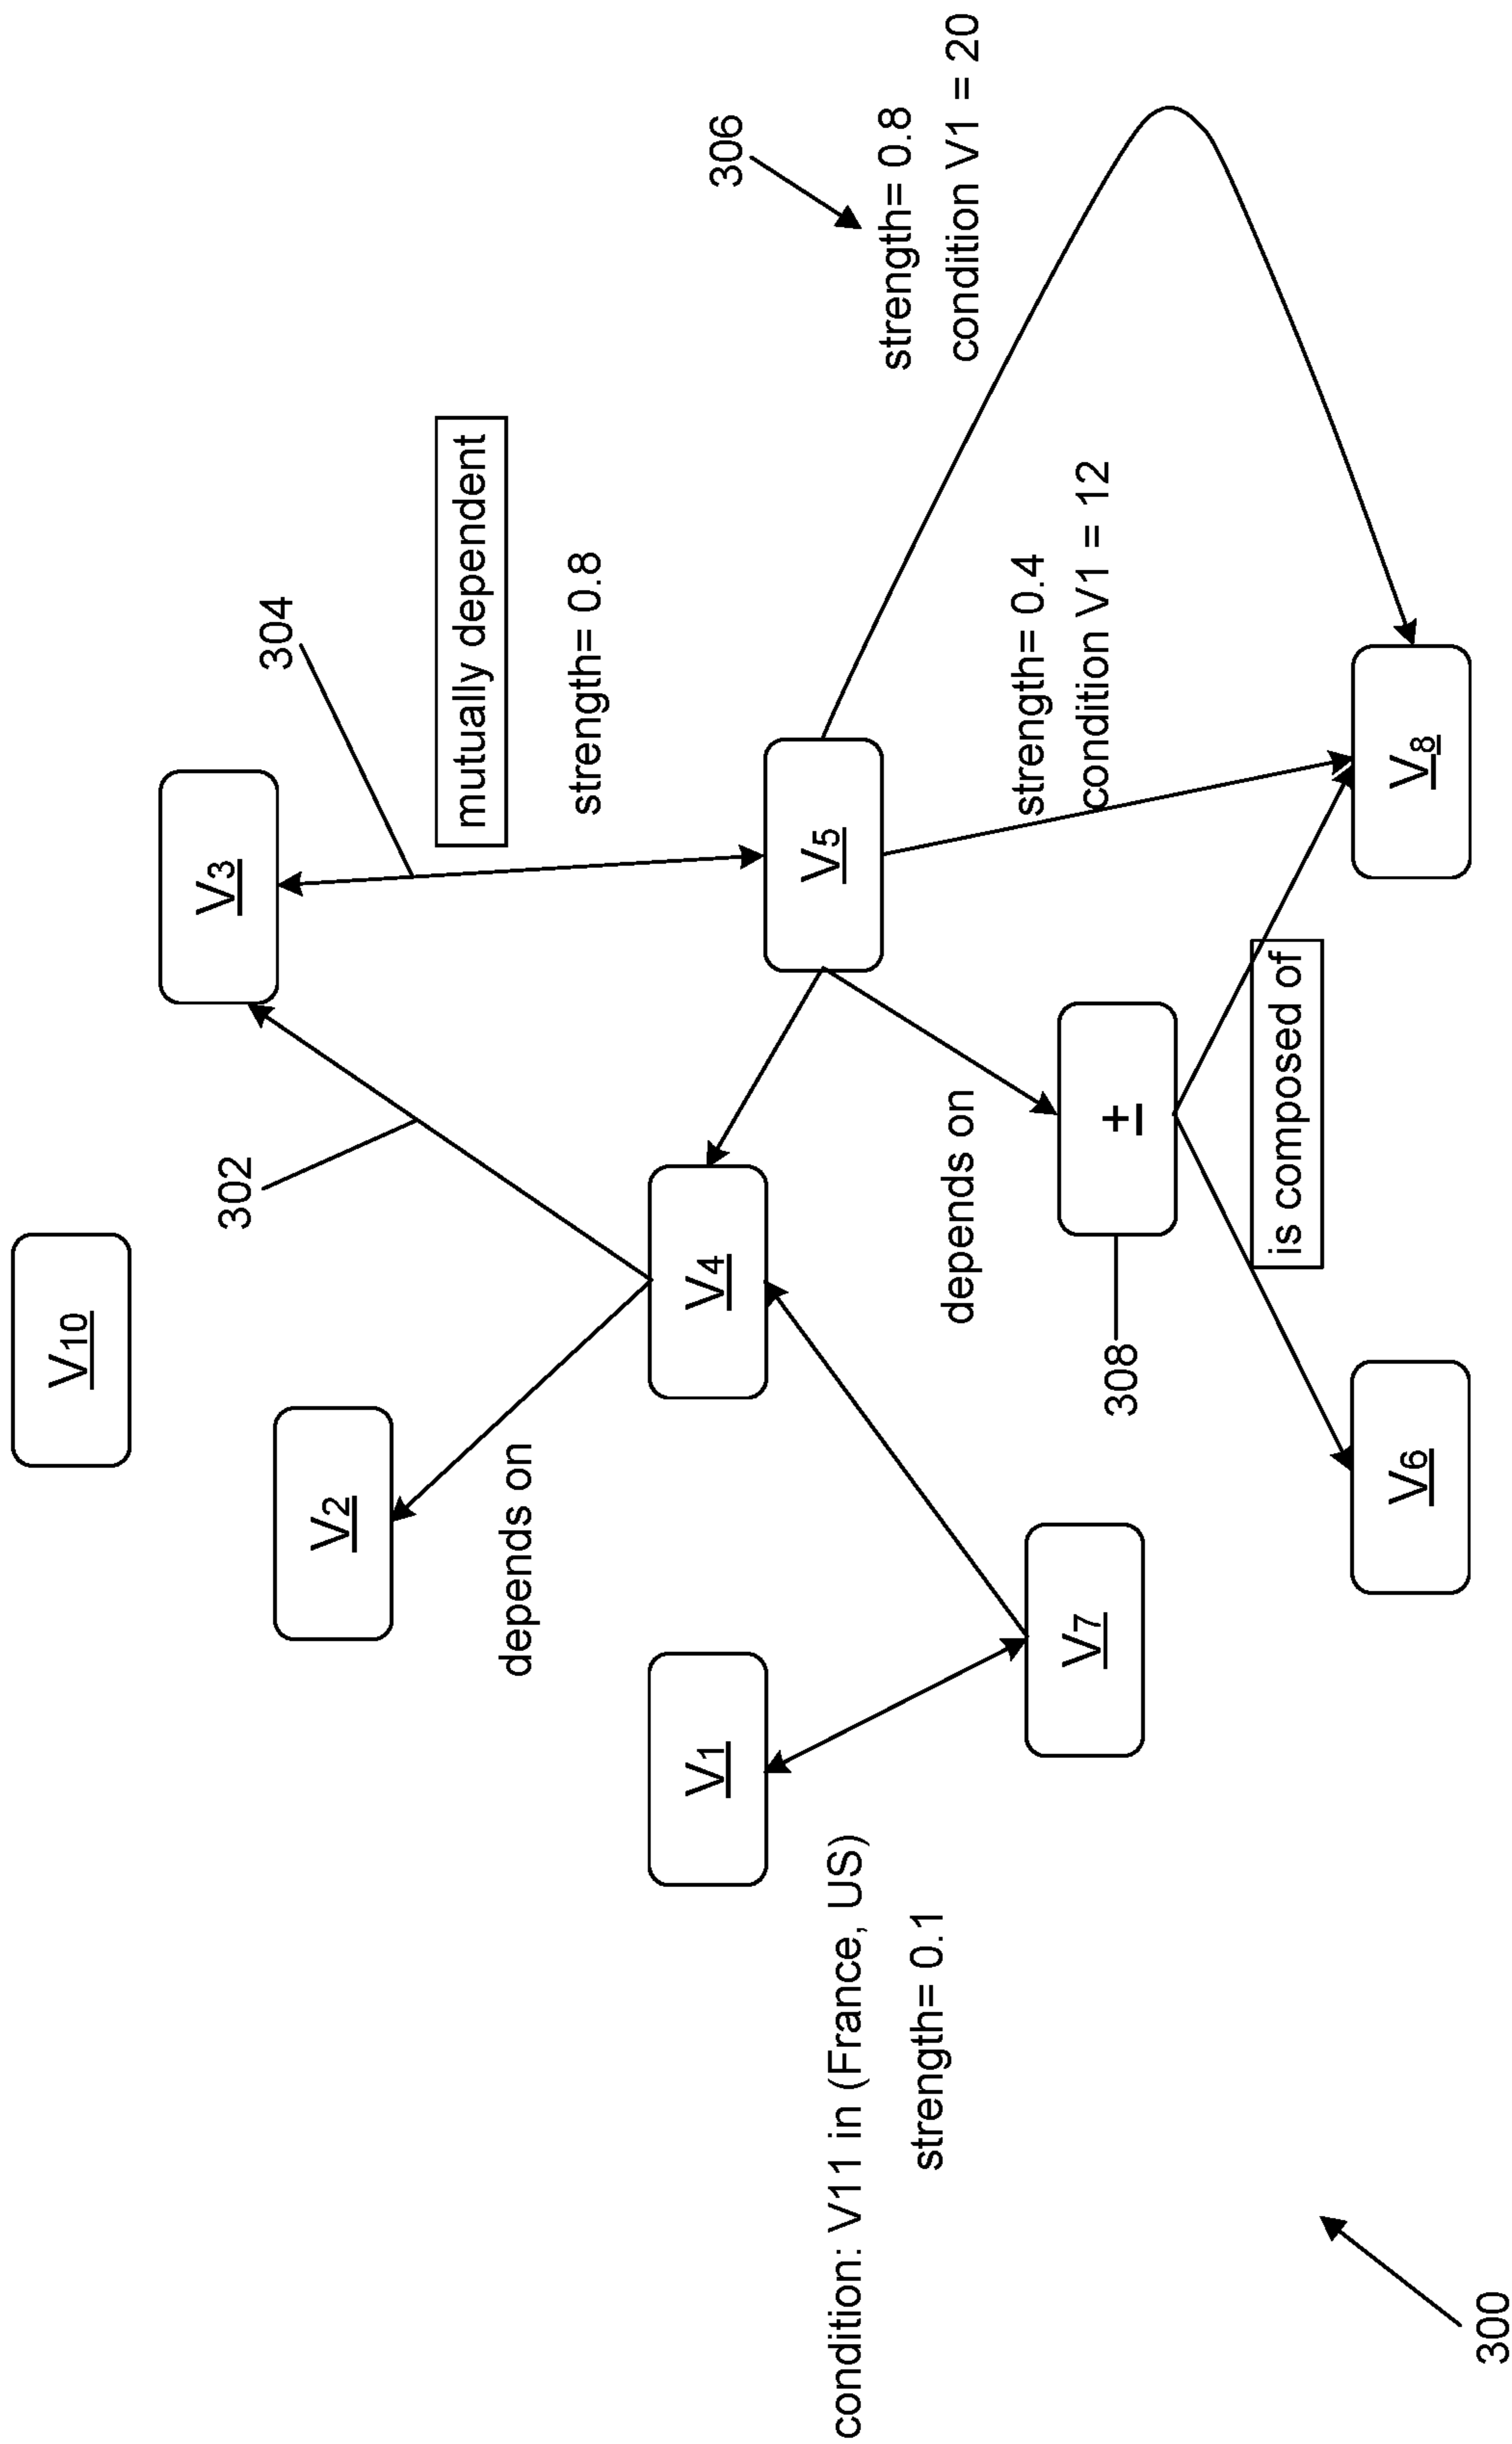 V10
V3
302
304
V2
mutually dependent
depends on
strength= 0.8
V1
V4
306
V5
condition: V11 in (France, US)
strength= 0.1
strength= 0.8
condition V1 = 20
depends on
strength= 0.4
condition V1 = 12
V7
308
+
is composed of
V6
V8
300